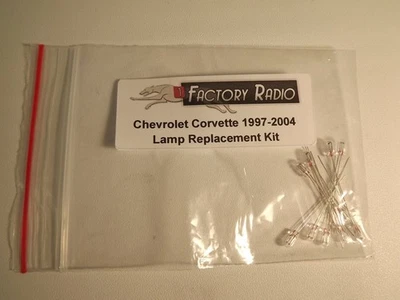 Factory Radio
Chevrolet Corvette 1997-2004
Lamp Replacement Kit